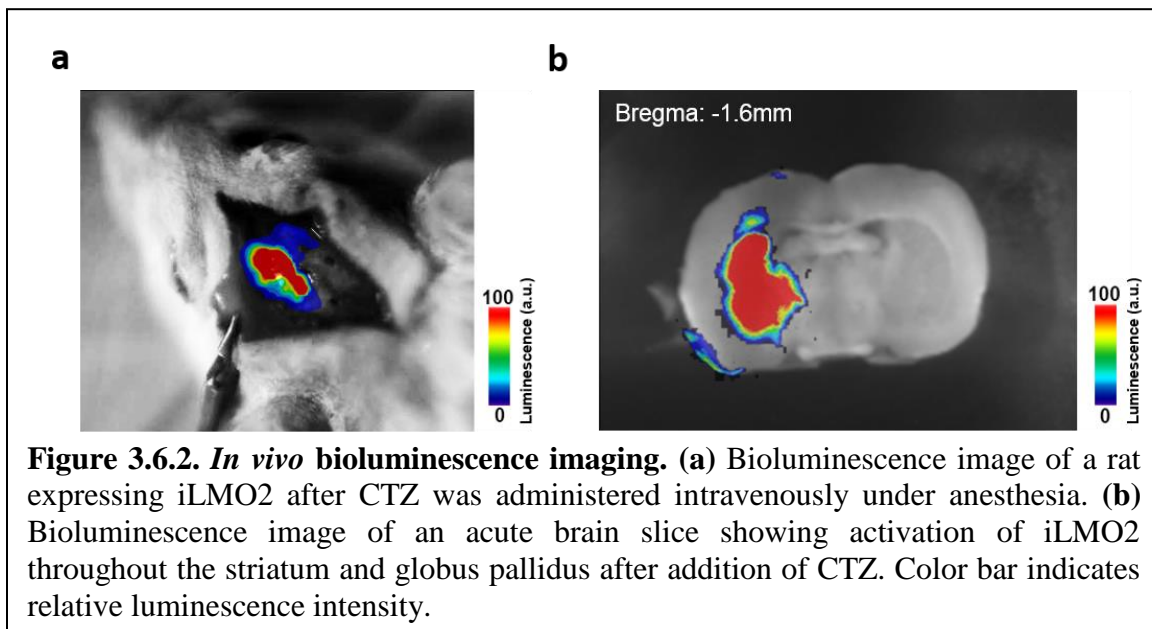 a
b
Bregma: -1.6mm
100
0
Luminescence (a.u.)
100
0
Luminescence (a.u.)
Figure 3.6.2. In vivo bioluminescence imaging. (a) Bioluminescence image of a rat
expressing iLMO2 after CTZ was administered intravenously under anesthesia. (b)
Bioluminescence image of an acute brain slice showing activation of iLMO2
throughout the striatum and globus pallidus after addition of CTZ. Color bar indicates
relative luminescence intensity.